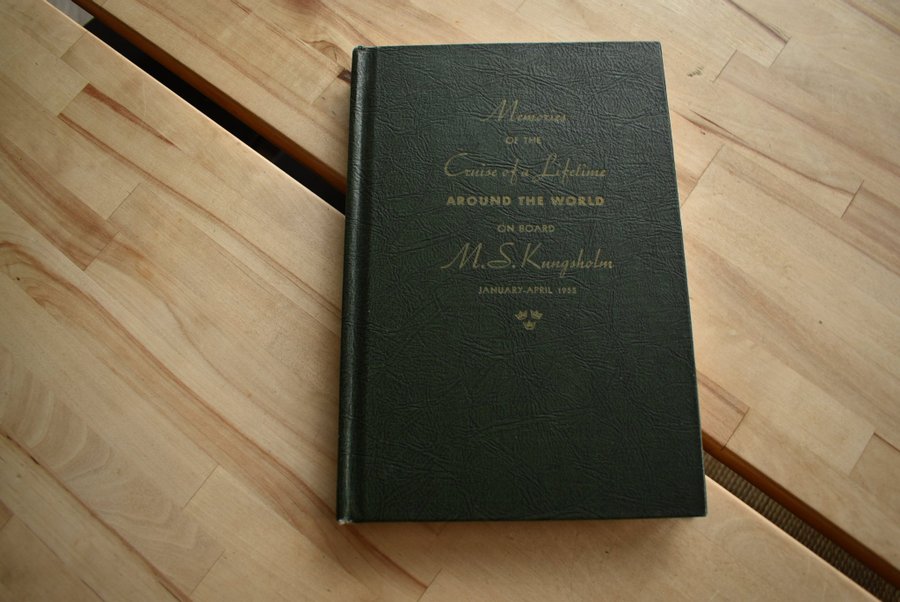 Memories
OF THE
Cruise of a Lifetime
AROUND THE WORLD
ON BOARD
M.S. Kungsholm
JANUARY-APRIL 1955